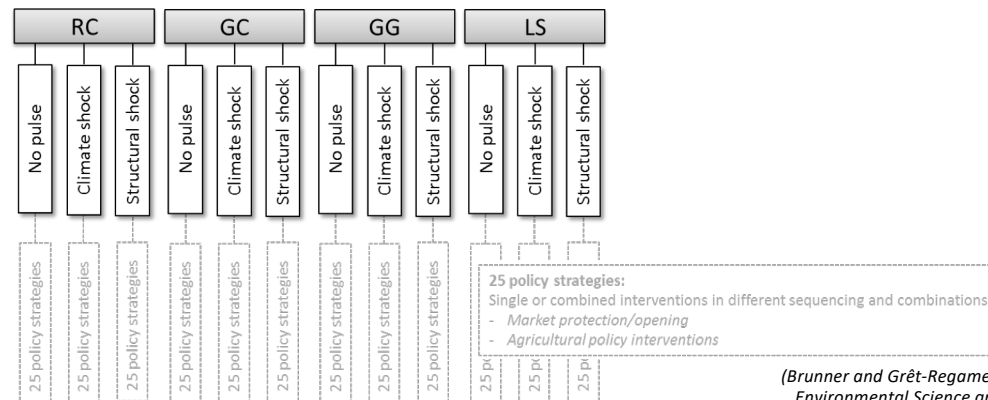 RC GC GG LS
No pulse
Climate shock
Structural shock
No pulse
Climate shock
Structural shock
No pulse
Climate shock
Structural shock
No pulse
Climate shock
Structural shock
25 policy strategies
25 policy strategies
25 policy strategies
25 policy strategies
25 policy strategies
25 policy strategies
25 policy strategies
25 policy strategies
25 policy strategies
25
25
25
25 policy strategies:
Single or combined interventions in different sequencing and combinations
- Market protection/opening
- Agricultural policy interventions
(Brunner and Grêt-Regame
Environmental Science an